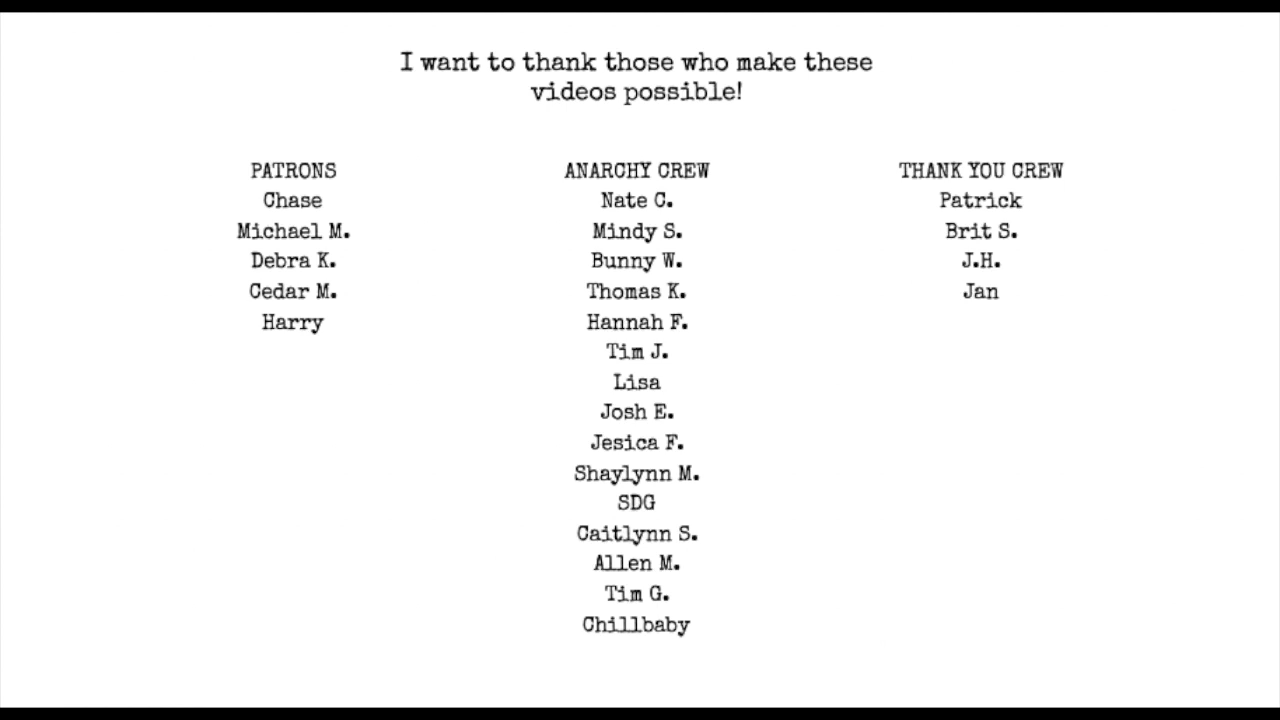 I want to thank those who make these
videos possible!
PATRONS
Chase
Michael M.
Debra K.
Cedar M.
Harry
ANARCHY CREW
Nate C.
Mindy S.
Bunny W.
Thomas K.
Hannah F.
Tim J.
Lisa
Josh E.
Jesica F.
Shaylynn M.
SDG
Caitlynn S.
Allen M.
Tim G.
Chillbaby
THANK YOU CREW
Patrick
Brit S.
J.H.
Jan